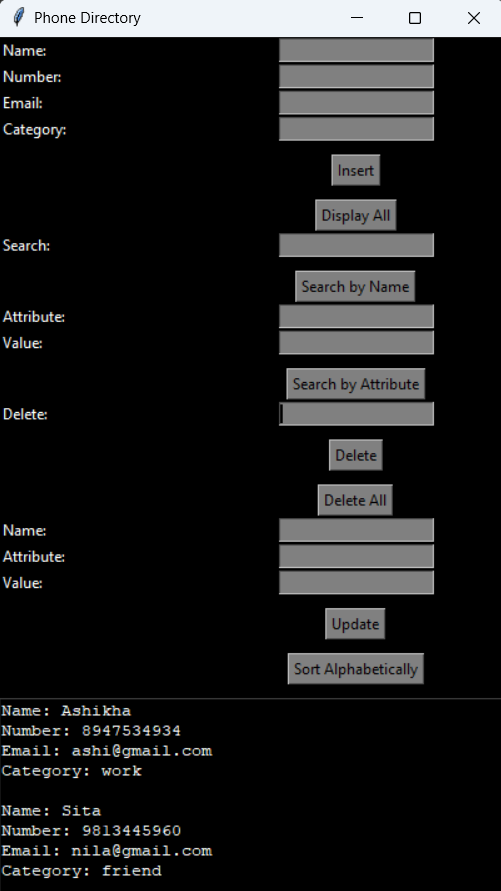 Phone Directory
Name:
Number:
Email:
Category:
Insert
Display All
Search:
Search by Name
Attribute:
Value:
Search by Attribute
Delete:
Delete
Delete All
Name:
Attribute:
Value:
Update
Sort Alphabetically
Name: Ashikha
Number: 8947534934
Email: ashi@gmail.com
Category: work
Name: Sita
Number: 9813445960
Email: nila@gmail.com
Category: friend